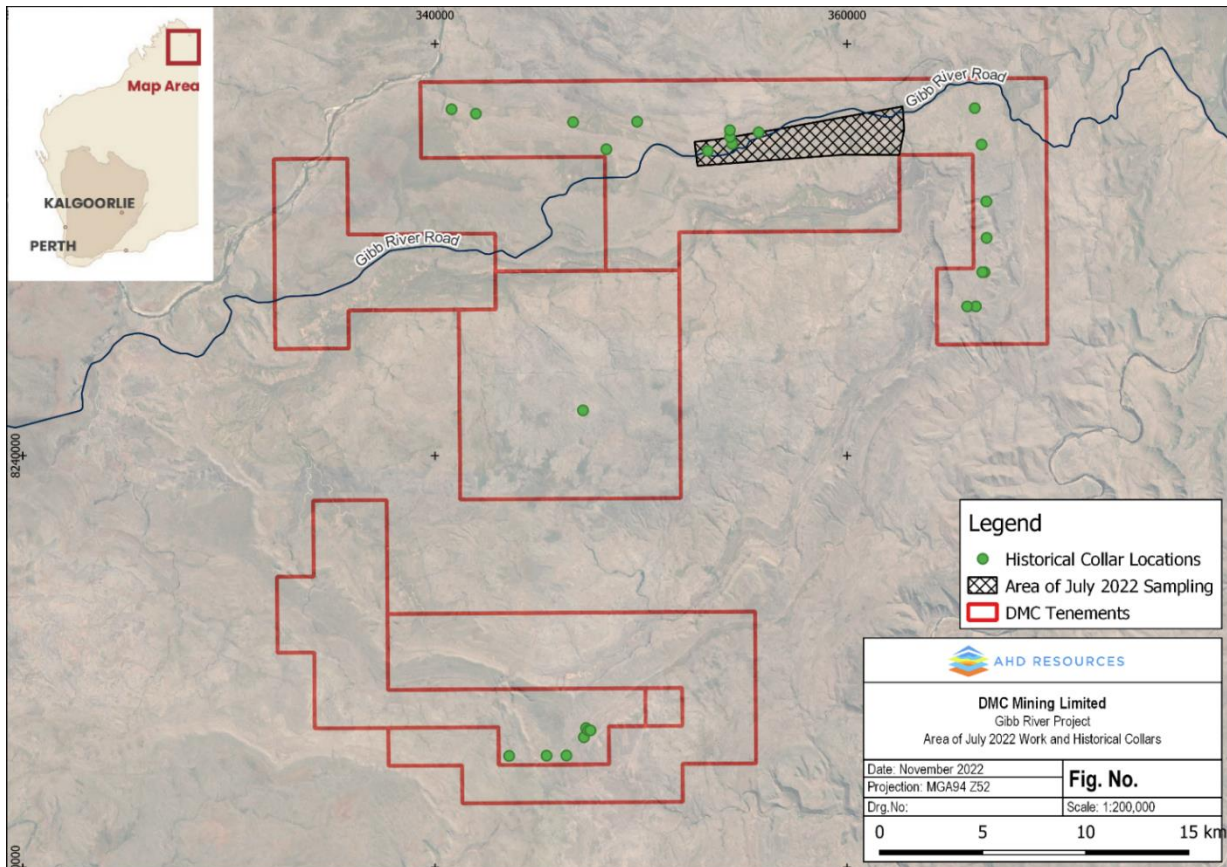 340000
360000
Map Area
KALGOORLIE
PERTH
Gibb River Road
Gibb River Road
8240000
Legend
Historical Collar Locations
Area of July 2022 Sampling
DMC Tenements
AHD RESOURCES
DMC Mining Limited
Gibb River Project
Area of July 2022 Work and Historical Collars
Date: November 2022
Projection: MGA94 Z52
Drg.No:
Fig. No.
Scale: 1:200,000
0 5 10 15 km